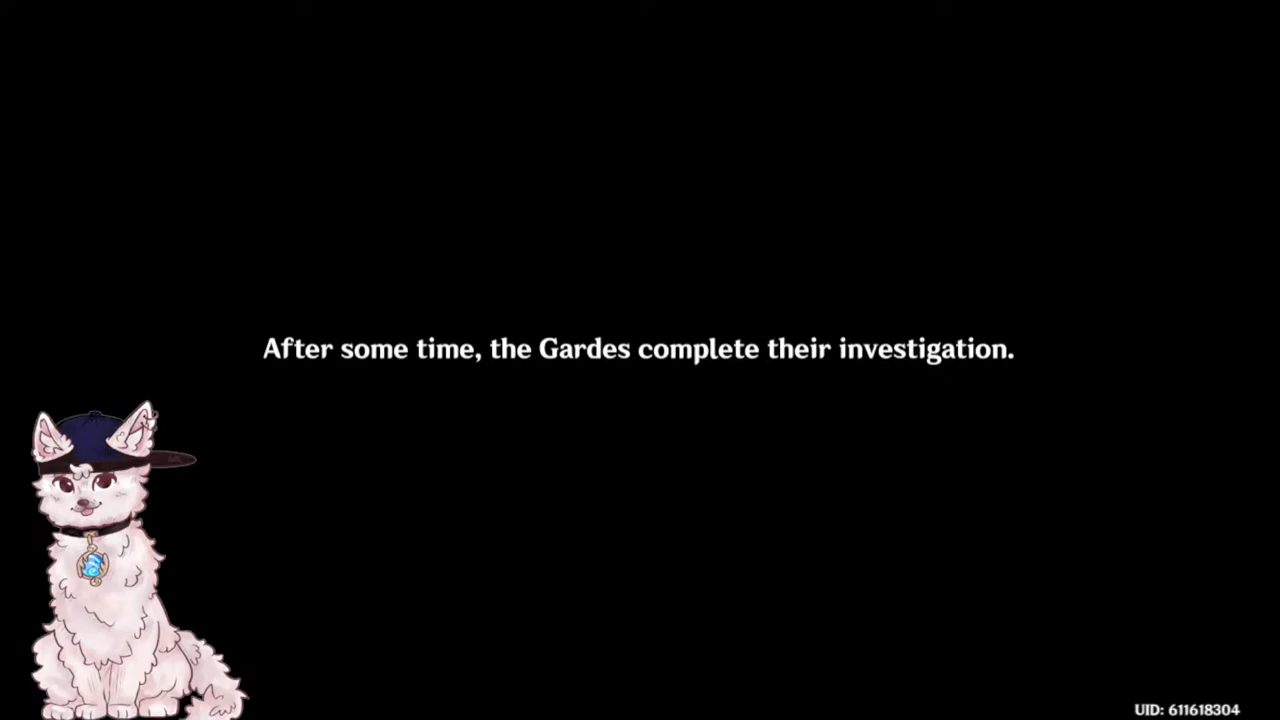 After some time, the Gardes complete their investigation.
UID: 611618304